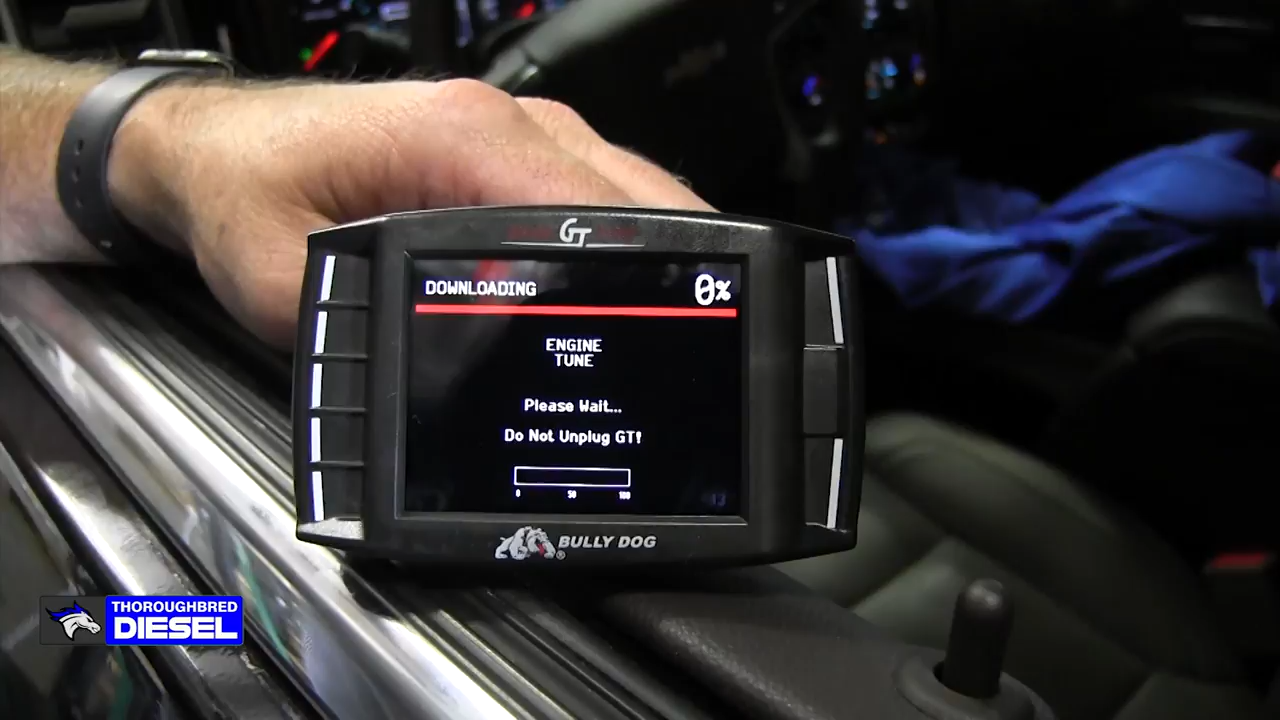 GT
DOWNLOADING 0%
ENGINE
TUNE
Please Wait...
Do Not Unplug GT!
0 50 100
BULLY DOG®
THOROUGHBRED
DIESEL